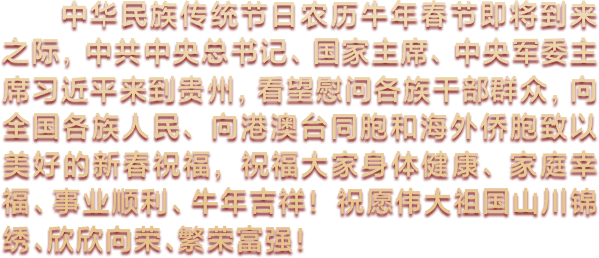 中华民族传统节日农历牛年春节即将到来
之际，中共中央总书记、国家主席、中央军委主
席习近平来到贵州，看望慰问各族干部群众，向
全国各族人民、向港澳台同胞和海外侨胞致以
美好的新春祝福，祝福大家身体健康、家庭幸
福、事业顺利、牛年吉祥！祝愿伟大祖国山川锦
绣、欣欣向荣、繁荣富强！